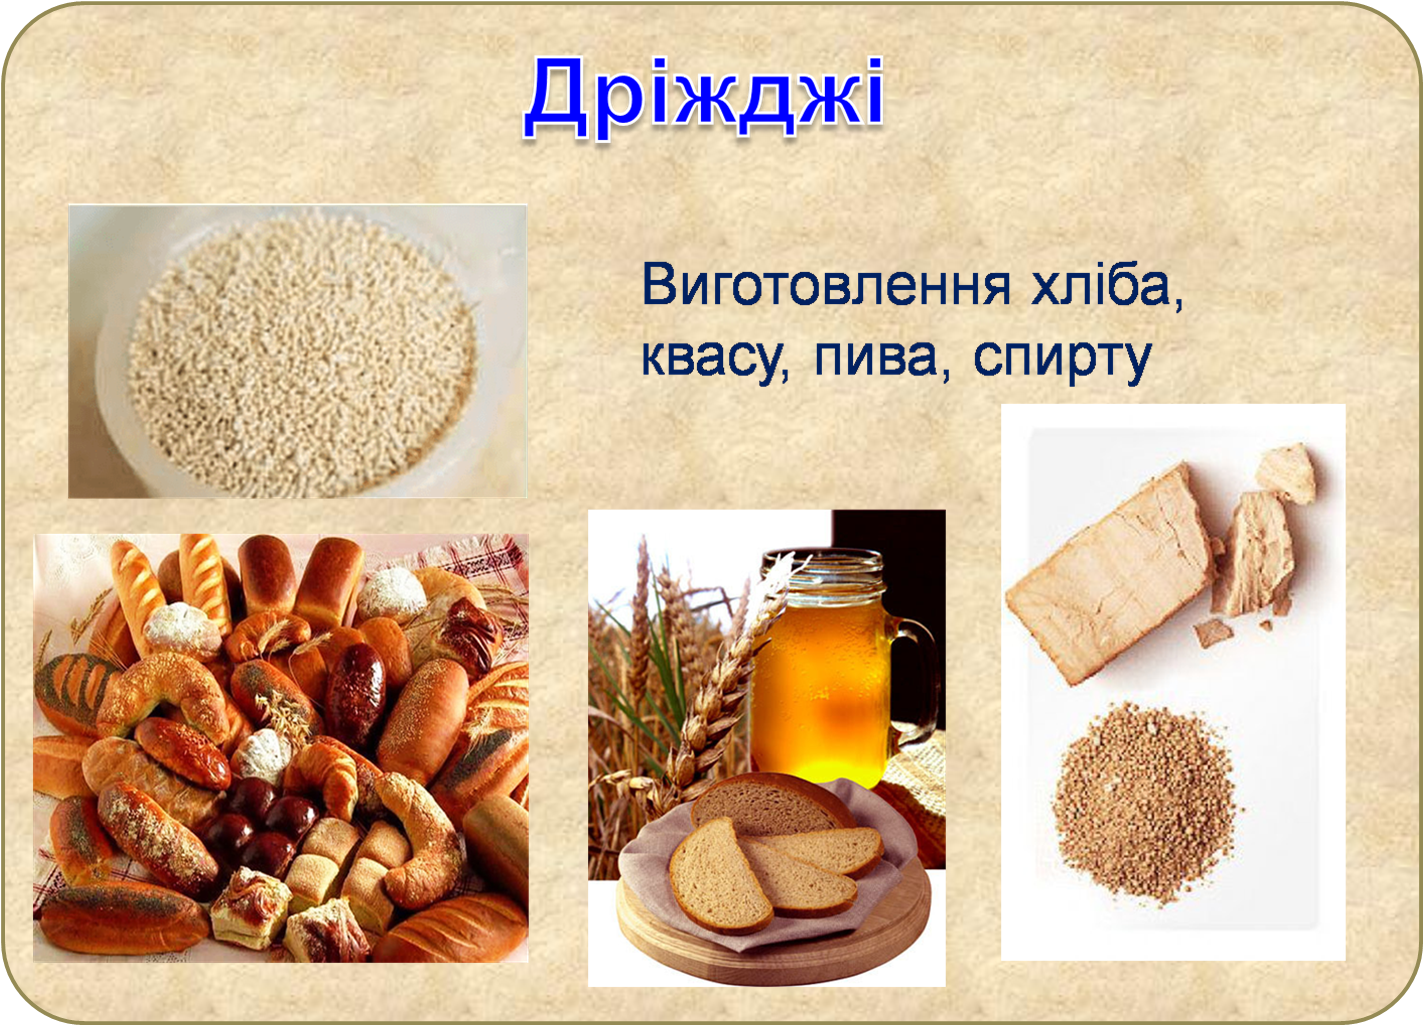 Дріжджі
Виготовлення хліба,
квасу, пива, спирту